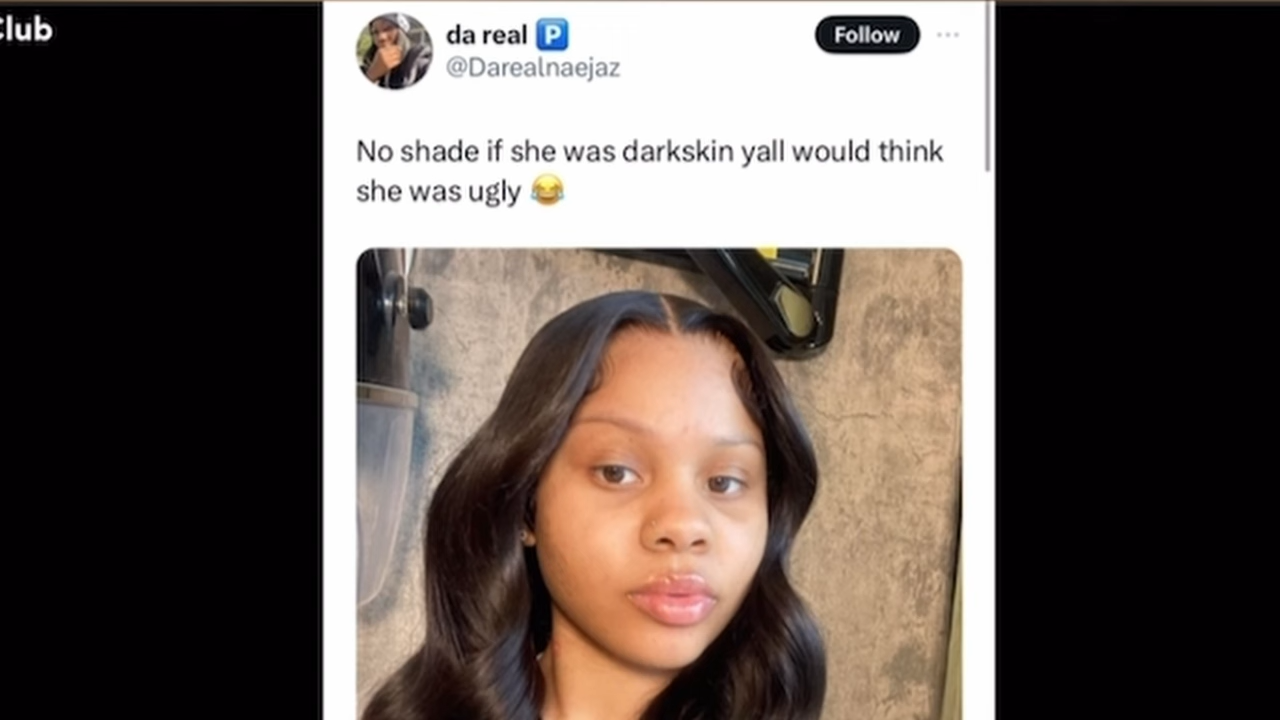 Club
da real 🅿️
Follow
@Darealnaejaz
No shade if she was darkskin yall would think
she was ugly 😂